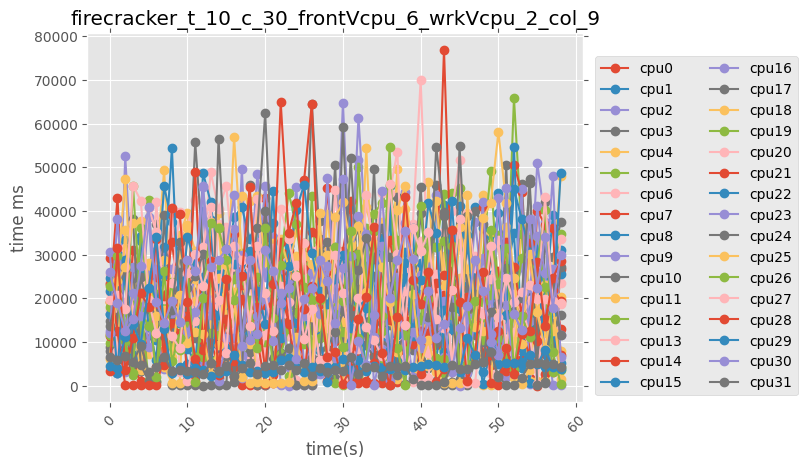 firecracker_t_10_c_30_frontVcpu_6_wrkVcpu_2_col_9
80000
70000
60000
50000
40000
30000
20000
10000
0
time ms
0
10
20
30
40
50
60
time(s)
cpu0
cpu1
cpu2
cpu3
cpu4
cpu5
cpu6
cpu7
cpu8
cpu9
cpu10
cpu11
cpu12
cpu13
cpu14
cpu15
cpu16
cpu17
cpu18
cpu19
cpu20
cpu21
cpu22
cpu23
cpu24
cpu25
cpu26
cpu27
cpu28
cpu29
cpu30
cpu31